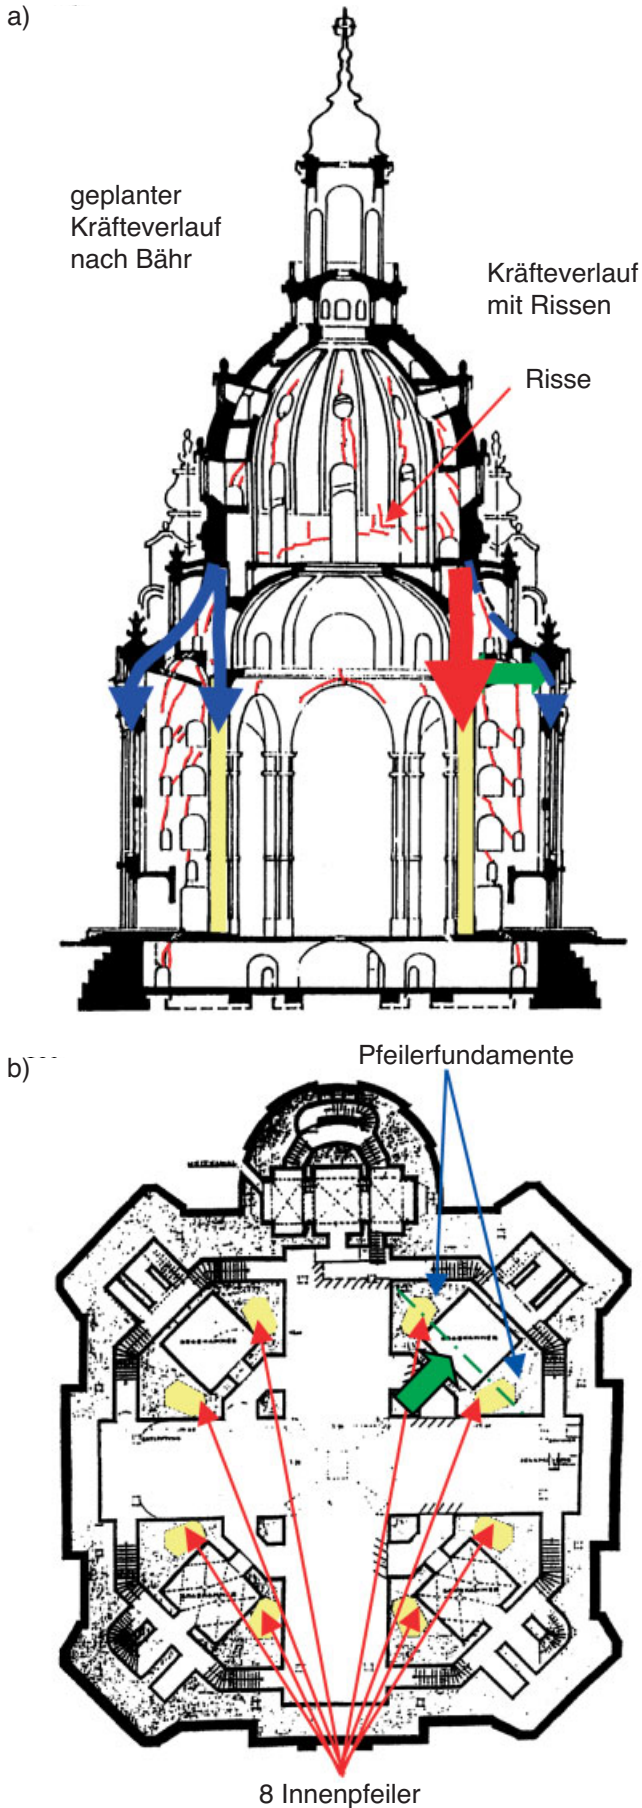 a)
geplanter
Kräfteverlauf
nach Bähr
Kräfteverlauf
mit Rissen
Risse
b)
Pfeilerfundamente
8 Innenpfeiler